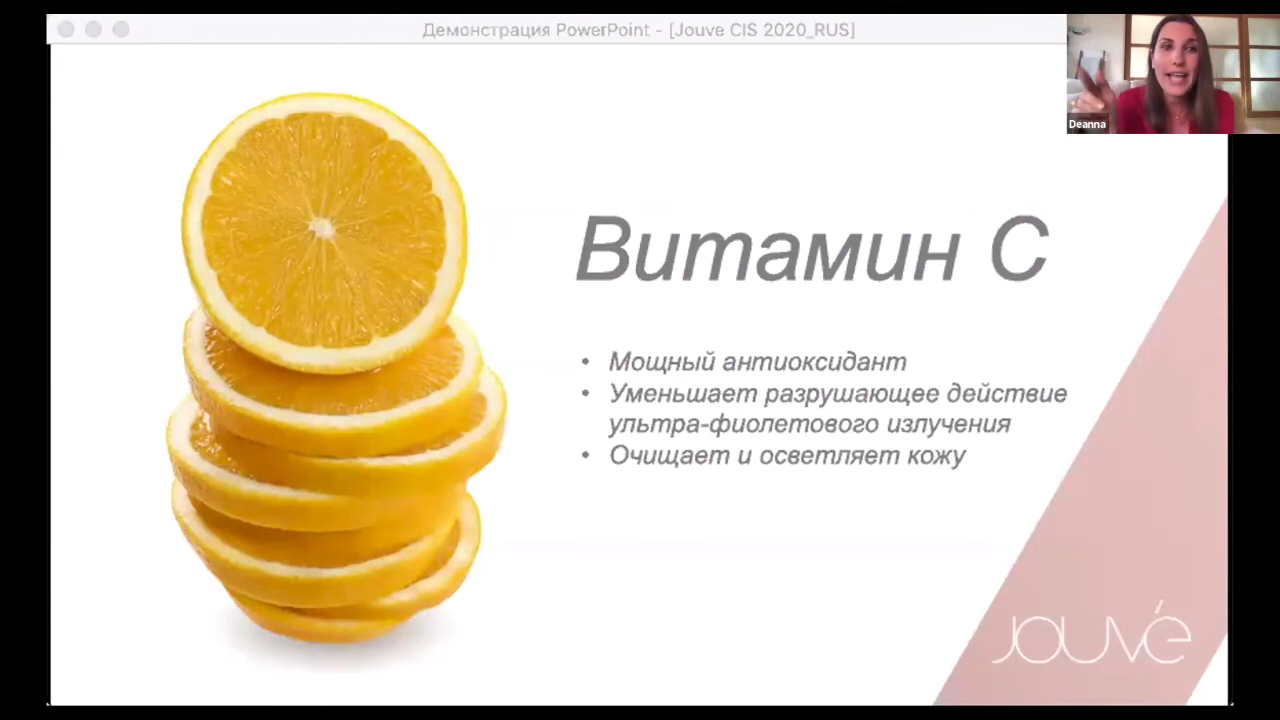 Демонстрация PowerPoint - [Jouve CIS 2020_RUS]
Deanna
Витамин С
• Мощный антиоксидант
• Уменьшает разрушающее действие
ультра-фиолетового излучения
• Очищает и осветляет кожу
JOUVÉ